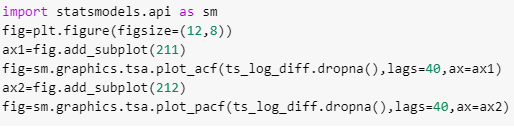 import statsmodels.api as sm
fig=plt.figure(figsize=(12,8))
ax1=fig.add_subplot(211)
fig=sm.graphics.tsa.plot_acf(ts_log_diff.dropna(),lags=40,ax=ax1)
ax2=fig.add_subplot(212)
fig=sm.graphics.tsa.plot_pacf(ts_log_diff.dropna(),lags=40,ax=ax2)